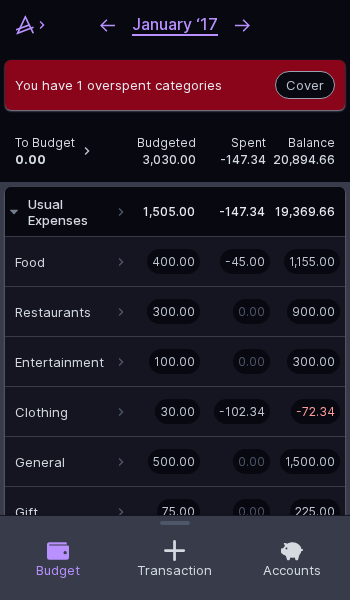 January ‘17
You have 1 overspent categories
Cover
To Budget Budgeted Spent Balance
0.00 3,030.00 -147.34 20,894.66
Usual Expenses 1,505.00 -147.34 19,369.66
Food 400.00 -45.00 1,155.00
Restaurants 300.00 0.00 900.00
Entertainment 100.00 0.00 300.00
Clothing 30.00 -102.34 -72.34
General 500.00 0.00 1,500.00
Gift 75.00 0.00 225.00
Budget Transaction Accounts